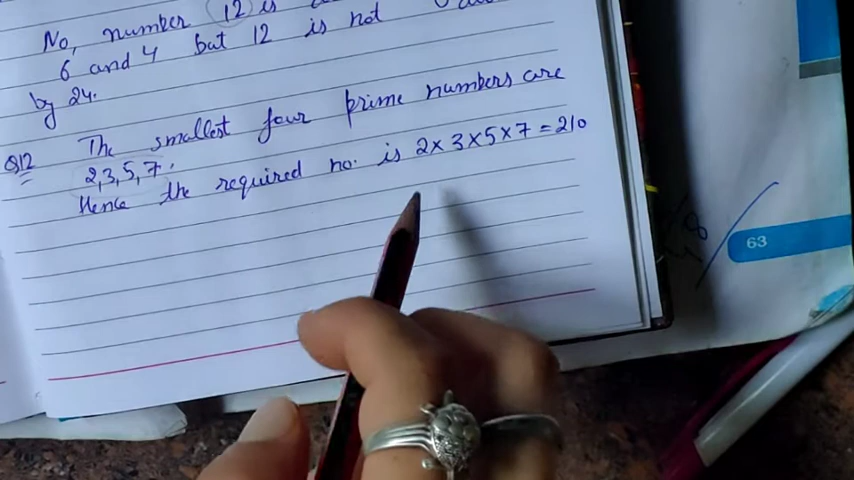 No, number 12 is
6 and 4 but 12 is not
by 24.
Q12 The smallest four prime numbers are
2,3,5,7.
Hence the required no. is 2×3×5×7=210
63